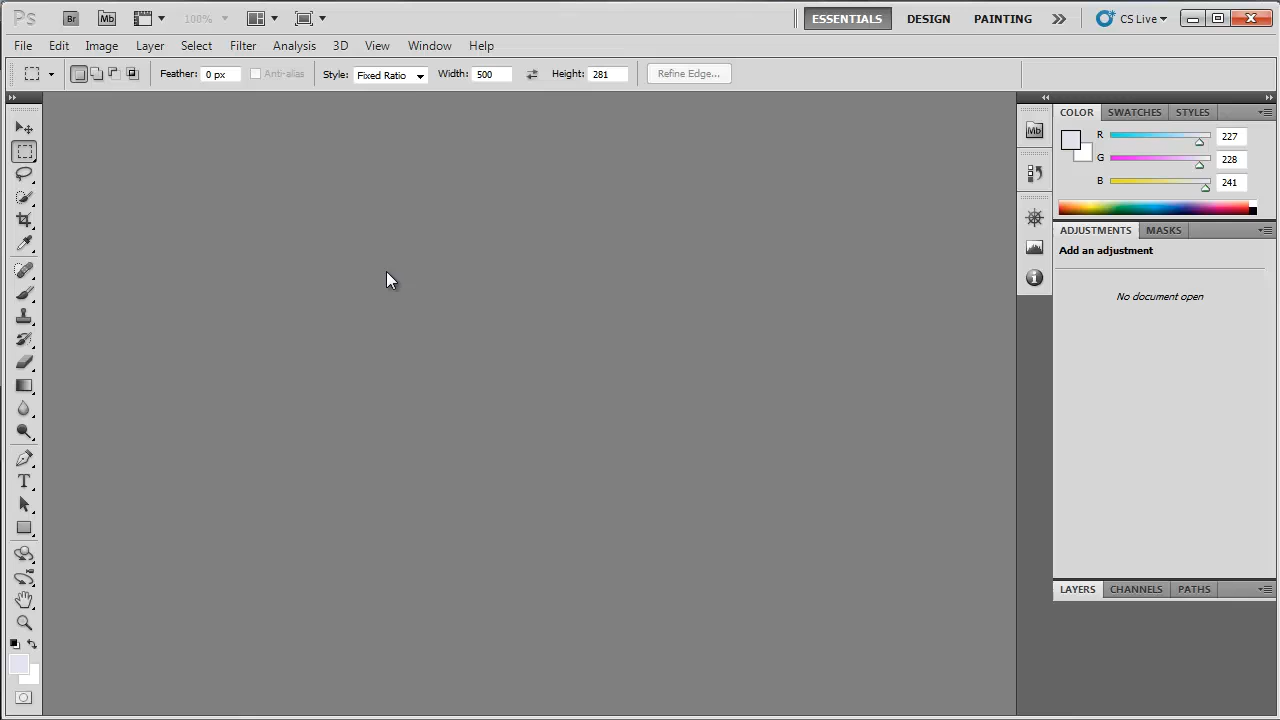 Ps Br Mb 100% ESSENTIALS DESIGN PAINTING CS Live
File Edit Image Layer Select Filter Analysis 3D View Window Help
Feather: 0 px Anti-alias Style: Fixed Ratio Width: 500 Height: 281 Refine Edge...
COLOR SWATCHES STYLES
Mb
R 227
G 228
B 241
ADJUSTMENTS MASKS
Add an adjustment
No document open
T
LAYERS CHANNELS PATHS